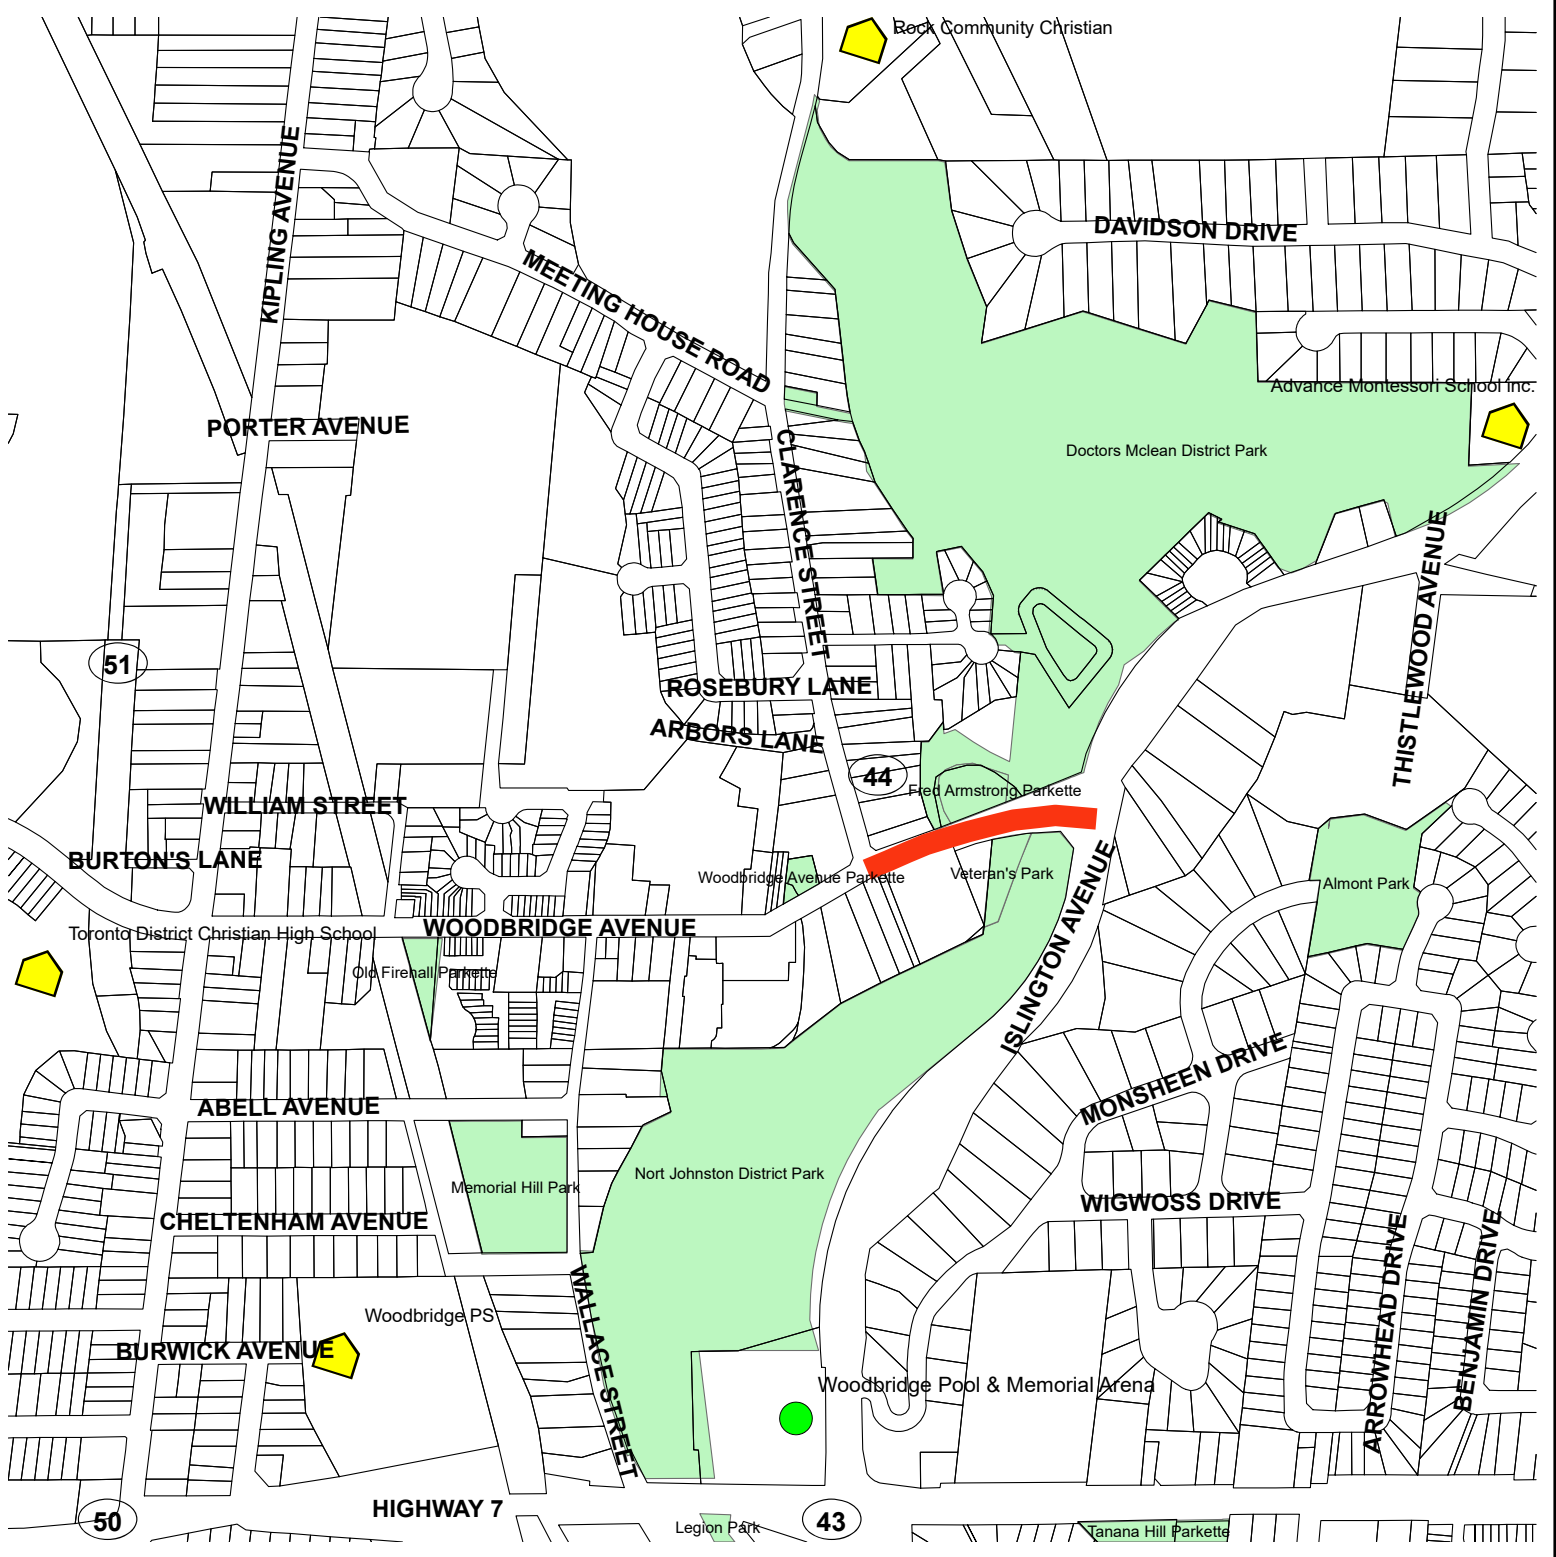 Rock Community Christian
KIPLING AVENUE
DAVIDSON DRIVE
MEETING HOUSE ROAD
Advance Montessori School inc.
PORTER AVENUE
Doctors Mclean District Park
CLARENCE STREET
THISTLEWOOD AVENUE
51
ROSEBURY LANE
ARBORS LANE
44
Fred Armstrong Parkette
WILLIAM STREET
BURTON'S LANE
Woodbridge Avenue Parkette
Veteran's Park
Almont Park
WOODBRIDGE AVENUE
Toronto District Christian High School
Old Firehall Parkette
ISLINGTON AVENUE
MONSHEEN DRIVE
ABELL AVENUE
Nort Johnston District Park
Memorial Hill Park
WIGWOSS DRIVE
CHELTENHAM AVENUE
ARROWHEAD DRIVE
BENJAMIN DRIVE
WALLACE STREET
Woodbridge PS
BURWICK AVENUE
Woodbridge Pool & Memorial Arena
HIGHWAY 7
50
Legion Park
43
Tanana Hill Parkette